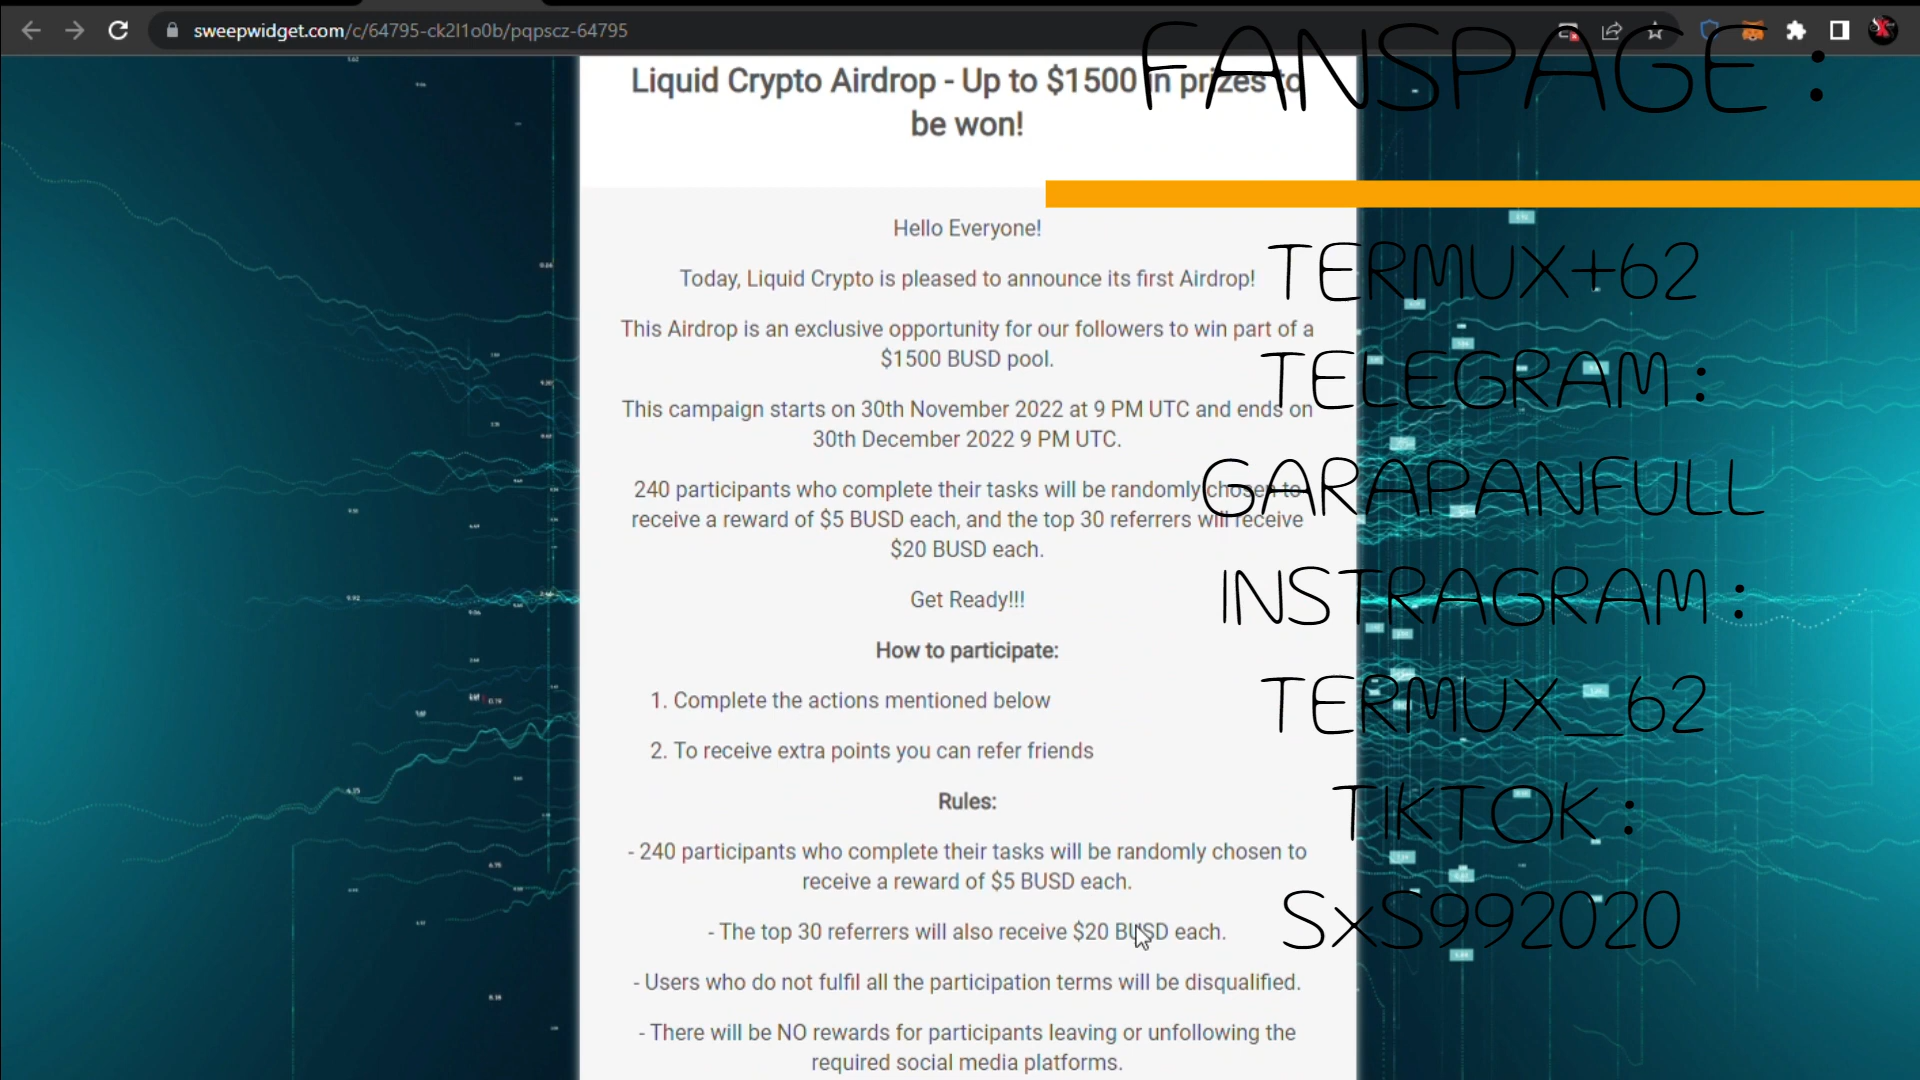 sweepwidget.com/c/64795-ck2l1o0b/pqpscz-64795
FANSPAGE :
Liquid Crypto Airdrop - Up to $1500 in prizes to
be won!
Hello Everyone!
Today, Liquid Crypto is pleased to announce its first Airdrop!
TERMUX+62
This Airdrop is an exclusive opportunity for our followers to win part of a
$1500 BUSD pool.
TELEGRAM :
This campaign starts on 30th November 2022 at 9 PM UTC and ends on
30th December 2022 9 PM UTC.
240 participants who complete their tasks will be randomly chosen to
receive a reward of $5 BUSD each, and the top 30 referrers will receive
$20 BUSD each.
GARAPANFULL
Get Ready!!!
INSTRAGRAM :
How to participate:
1. Complete the actions mentioned below
TERMUX_62
2. To receive extra points you can refer friends
Rules:
TIKTOK :
- 240 participants who complete their tasks will be randomly chosen to
receive a reward of $5 BUSD each.
- The top 30 referrers will also receive $20 BUSD each.
SxS992020
- Users who do not fulfil all the participation terms will be disqualified.
- There will be NO rewards for participants leaving or unfollowing the
required social media platforms.